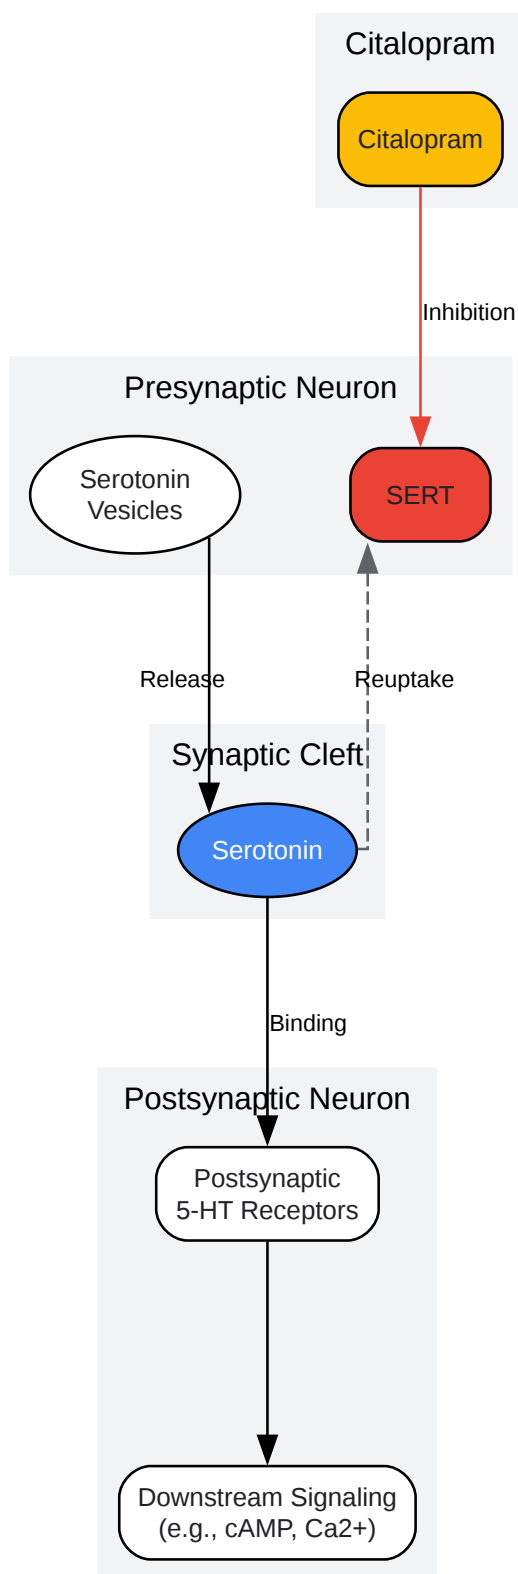 Citalopram
Citalopram
Inhibition
Presynaptic Neuron
Serotonin
Vesicles
SERT
Release
Reuptake
Synaptic Cleft
Serotonin
Binding
Postsynaptic Neuron
Postsynaptic
5-HT Receptors
Downstream Signaling
(e.g., cAMP, Ca2+)